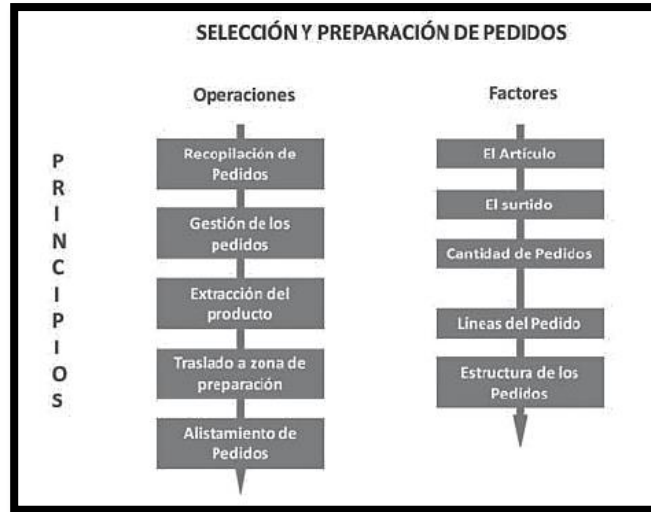 SELECCIÓN Y PREPARACIÓN DE PEDIDOS
Operaciones
Factores
PRINCIPIOS
Recopilación de
Pedidos
Gestión de los
pedidos
Extracción del
producto
Traslado a zona de
preparación
Alistamiento de
Pedidos
El Artículo
El surtido
Cantidad de Pedidos
Líneas del Pedido
Estructura de los
Pedidos